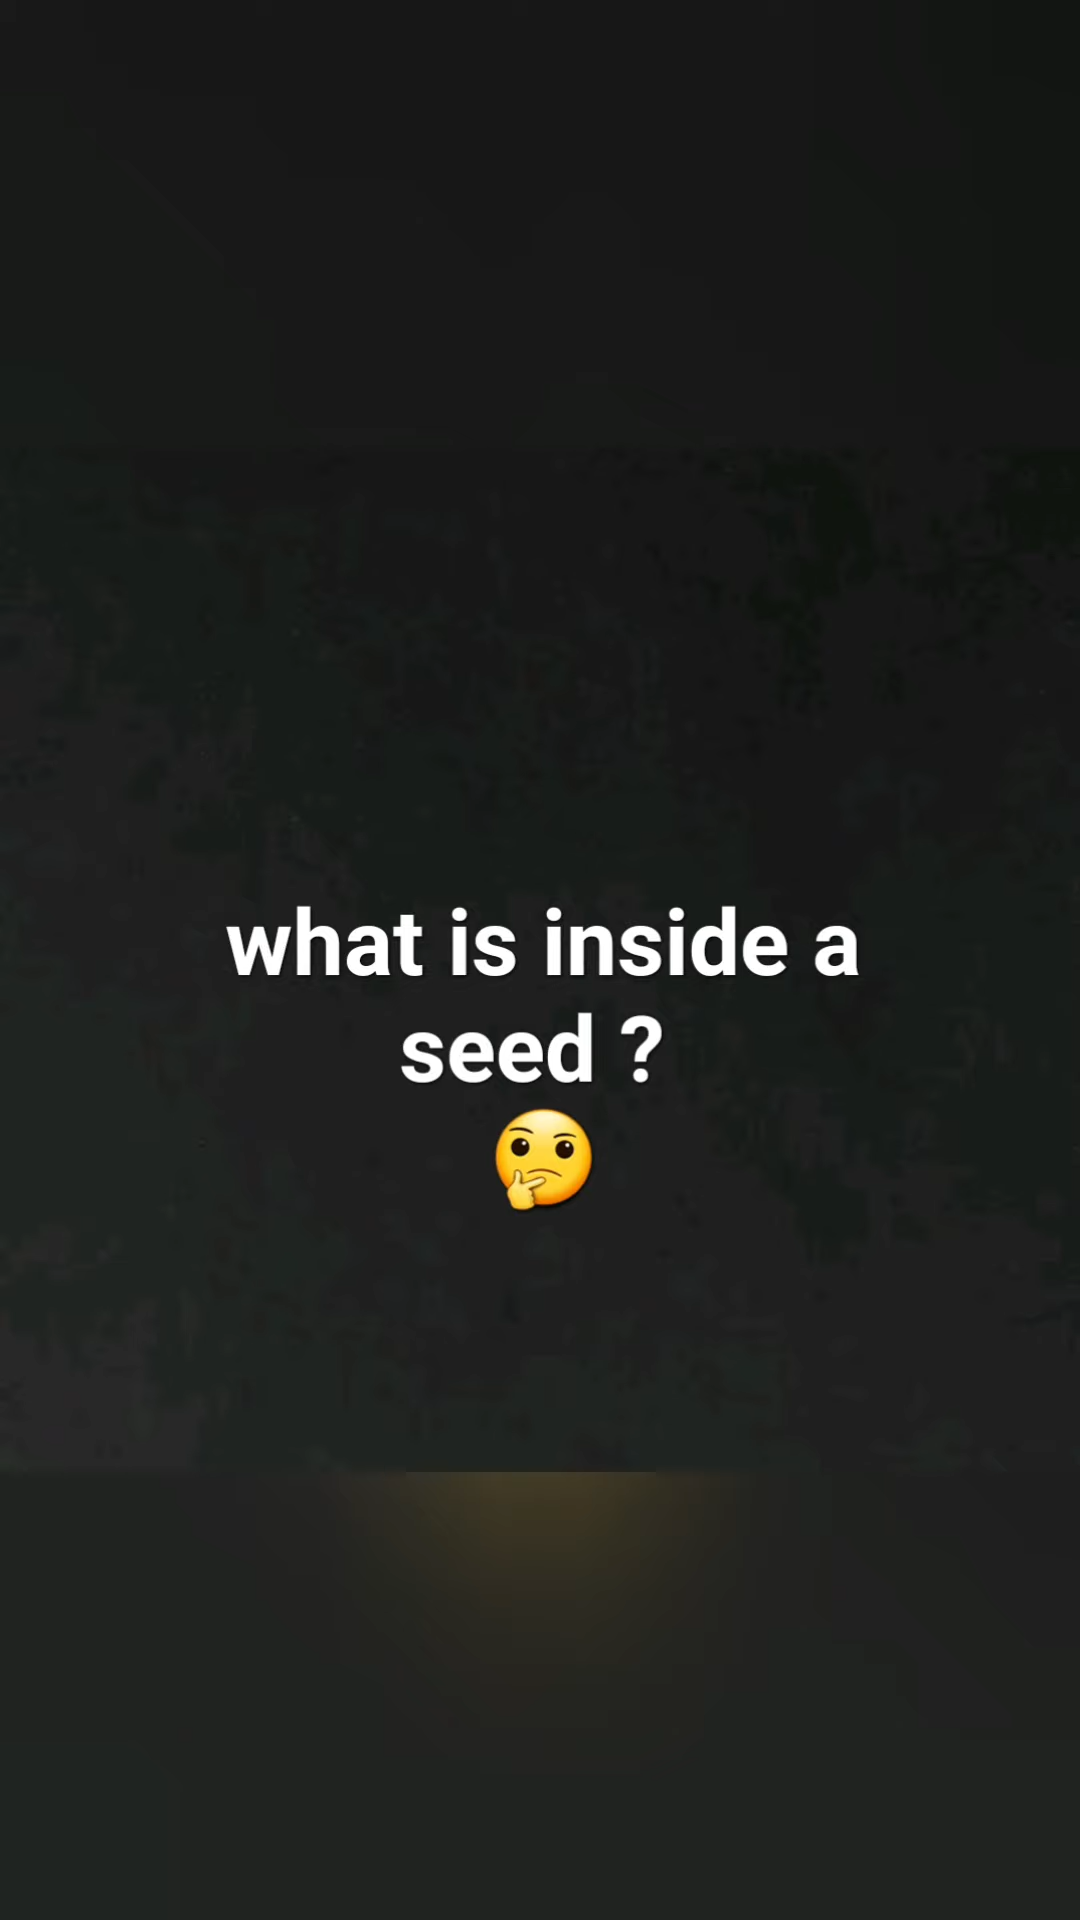 what is inside a
seed ?
🤔